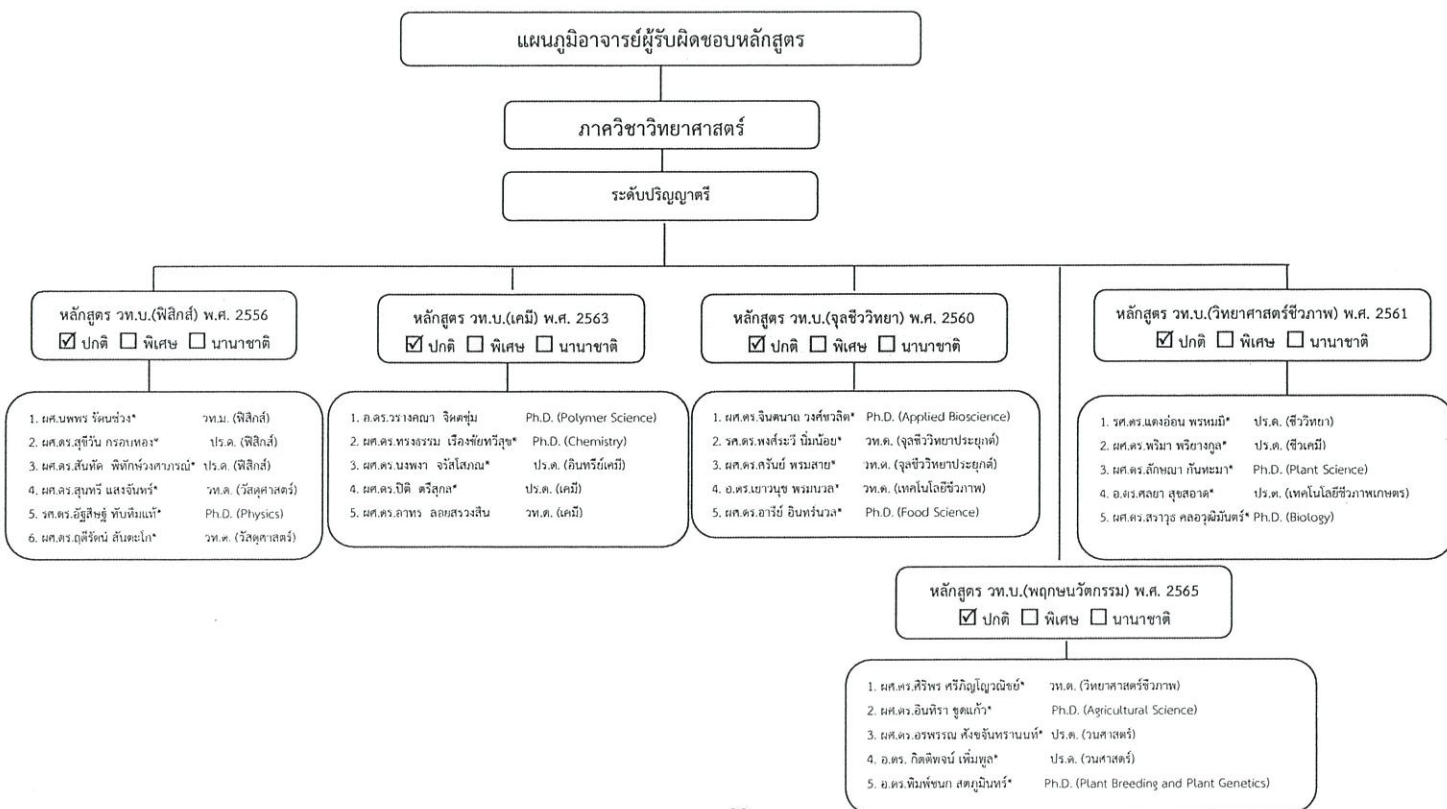 แผนภูมิอาจารย์ผู้รับผิดชอบหลักสูตร
ภาควิชาวิทยาศาสตร์
ระดับปริญญาตรี
หลักสูตร วท.บ.(ฟิสิกส์) พ.ศ. 2556
☑ ปกติ ☐ พิเศษ ☐ นานาชาติ
1. ผศ.นพพร รัตนช่วง* วท.ม. (ฟิสิกส์)
2. ผศ.ดร.สุชีวัน กรอบทอง* ปร.ด. (ฟิสิกส์)
3. ผศ.ดร.สันทัด พิทักษ์วงศาภรณ์* ปร.ด. (ฟิสิกส์)
4. ผศ.ดร.สุนทรี แสงจันทร์* วท.ด. (วัสดุศาสตร์)
5. รศ.ดร.อัฐสิษฐ์ ทับทิมแท้* Ph.D. (Physics)
6. ผศ.ดร.ฤดีรัตน์ สันตะโก* วท.ด. (วัสดุศาสตร์)
หลักสูตร วท.บ.(เคมี) พ.ศ. 2563
☑ ปกติ ☐ พิเศษ ☐ นานาชาติ
1. อ.ดร.วรางคณา จิตตชุ่ม Ph.D. (Polymer Science)
2. ผศ.ดร.ทรงธรรม เรืองชัยทวีสุข* Ph.D. (Chemistry)
3. ผศ.ดร.นงพงา จรัสโสภณ* ปร.ด. (อินทรีย์เคมี)
4. ผศ.ดร.ปิติ ตรีสุกล* ปร.ด. (เคมี)
5. ผศ.ดร.อาทร ลอยสรวงสิน วท.ด. (เคมี)
หลักสูตร วท.บ.(จุลชีววิทยา) พ.ศ. 2560
☑ ปกติ ☐ พิเศษ ☐ นานาชาติ
1. ผศ.ดร.จินตนาถ วงศ์ชวลิต* Ph.D. (Applied Bioscience)
2. รศ.ดร.พงศ์ระวี นิ่มน้อย* วท.ด. (จุลชีววิทยาประยุกต์)
3. ผศ.ดร.ศรันย์ พรมสาย* วท.ด. (จุลชีววิทยาประยุกต์)
4. อ.ดร.เยาวนุช พรมนวล* วท.ด. (เทคโนโลยีชีวภาพ)
5. ผศ.ดร.อารีย์ อินทร์นวล* Ph.D. (Food Science)
หลักสูตร วท.บ.(วิทยาศาสตร์ชีวภาพ) พ.ศ. 2561
☑ ปกติ ☐ พิเศษ ☐ นานาชาติ
1. รศ.ดร.แตงอ่อน พรหมมิ* ปร.ด. (ชีววิทยา)
2. ผศ.ดร.พริมา พริยางกูล* ปร.ด. (ชีวเคมี)
3. ผศ.ดร.ลักษณา กันทะมา* Ph.D. (Plant Science)
4. อ.ดร.ศลยา สุขสอาด* ปร.ด. (เทคโนโลยีชีวภาพเกษตร)
5. ผศ.ดร.สราวุธ คลอวุฒิมันตร์* Ph.D. (Biology)
หลักสูตร วท.บ.(พฤกษนวัตกรรม) พ.ศ. 2565
☑ ปกติ ☐ พิเศษ ☐ นานาชาติ
1. ผศ.ดร.ศิริพร ศรีภิญโญวณิชย์* วท.ด. (วิทยาศาสตร์ชีวภาพ)
2. ผศ.ดร.อินทิรา ขูดแก้ว* Ph.D. (Agricultural Science)
3. ผศ.ดร.อรพรรณ ศังขจันทรานนท์* ปร.ด. (วนศาสตร์)
4. อ.ดร. กิตติพจน์ เพิ่มพูล* ปร.ด. (วนศาสตร์)
5. อ.ดร.พิมพ์ชนก สตภูมินทร์* Ph.D. (Plant Breeding and Plant Genetics)